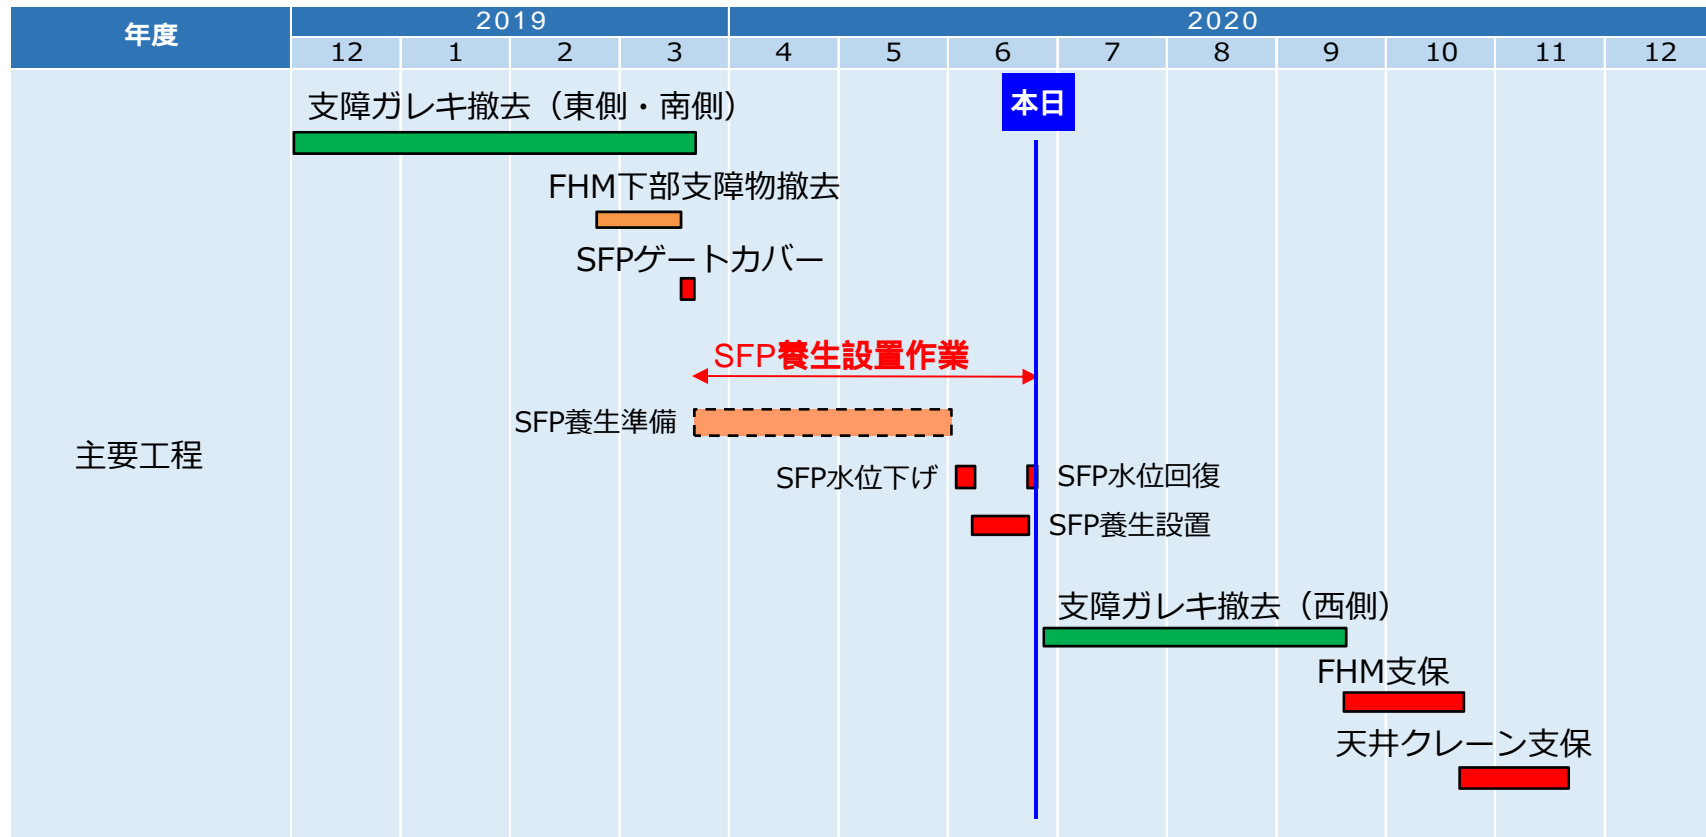 年度
2019
2020
12 1 2 3 4 5 6 7 8 9 10 11 12
支障ガレキ撤去（東側・南側）
本日
FHM下部支障物撤去
SFPゲートカバー
SFP養生設置作業
SFP養生準備
主要工程
SFP水位下げ
SFP水位回復
SFP養生設置
支障ガレキ撤去（西側）
FHM支保
天井クレーン支保